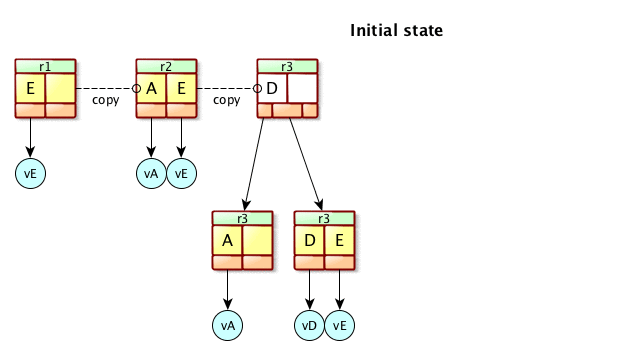 Initial state
r1
r2
r3
E
A E
D
copy
copy
vE
vA vE
r3
r3
A
D E
vA
vD vE